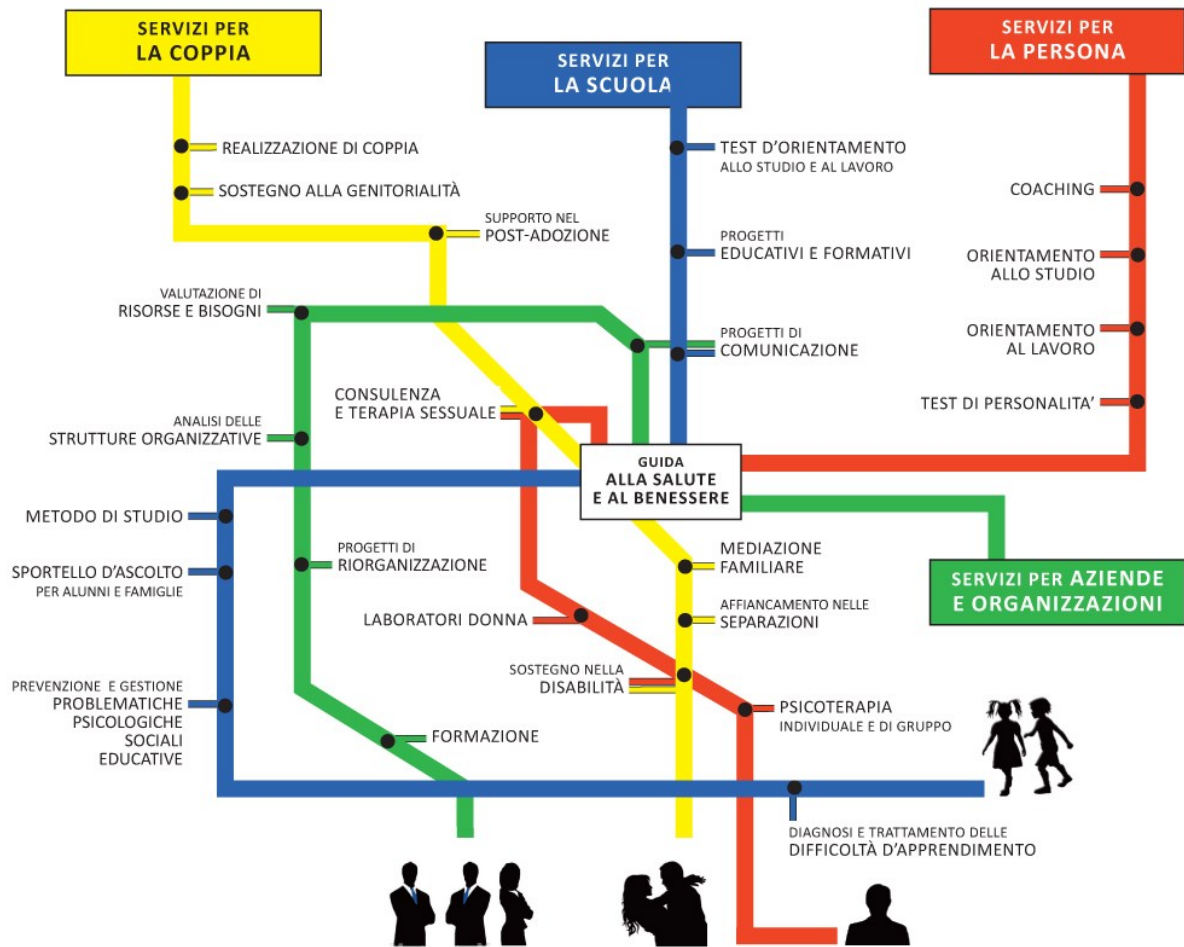 SERVIZI PER
LA COPPIA
SERVIZI PER
LA SCUOLA
SERVIZI PER
LA PERSONA
REALIZZAZIONE DI COPPIA
SOSTEGNO ALLA GENITORIALITÀ
SUPPORTO NEL
POST-ADOZIONE
TEST D'ORIENTAMENTO
ALLO STUDIO E AL LAVORO
PROGETTI
EDUCATIVI E FORMATIVI
PROGETTI DI
COMUNICAZIONE
COACHING
ORIENTAMENTO
ALLO STUDIO
ORIENTAMENTO
AL LAVORO
TEST DI PERSONALITA'
VALUTAZIONE DI
RISORSE E BISOGNI
CONSULENZA
E TERAPIA SESSUALE
ANALISI DELLE
STRUTTURE ORGANIZZATIVE
GUIDA
ALLA SALUTE
E AL BENESSERE
METODO DI STUDIO
SPORTELLO D'ASCOLTO
PER ALUNNI E FAMIGLIE
PROGETTI DI
RIORGANIZZAZIONE
MEDIAZIONE
FAMILIARE
SERVIZI PER AZIENDE
E ORGANIZZAZIONI
LABORATORI DONNA
AFFIANCAMENTO NELLE
SEPARAZIONI
SOSTEGNO NELLA
DISABILITÀ
PREVENZIONE E GESTIONE
PROBLEMATICHE
PSICOLOGICHE
SOCIALI
EDUCATIVE
FORMAZIONE
PSICOTERAPIA
INDIVIDUALE E DI GRUPPO
DIAGNOSI E TRATTAMENTO DELLE
DIFFICOLTÀ D'APPRENDIMENTO